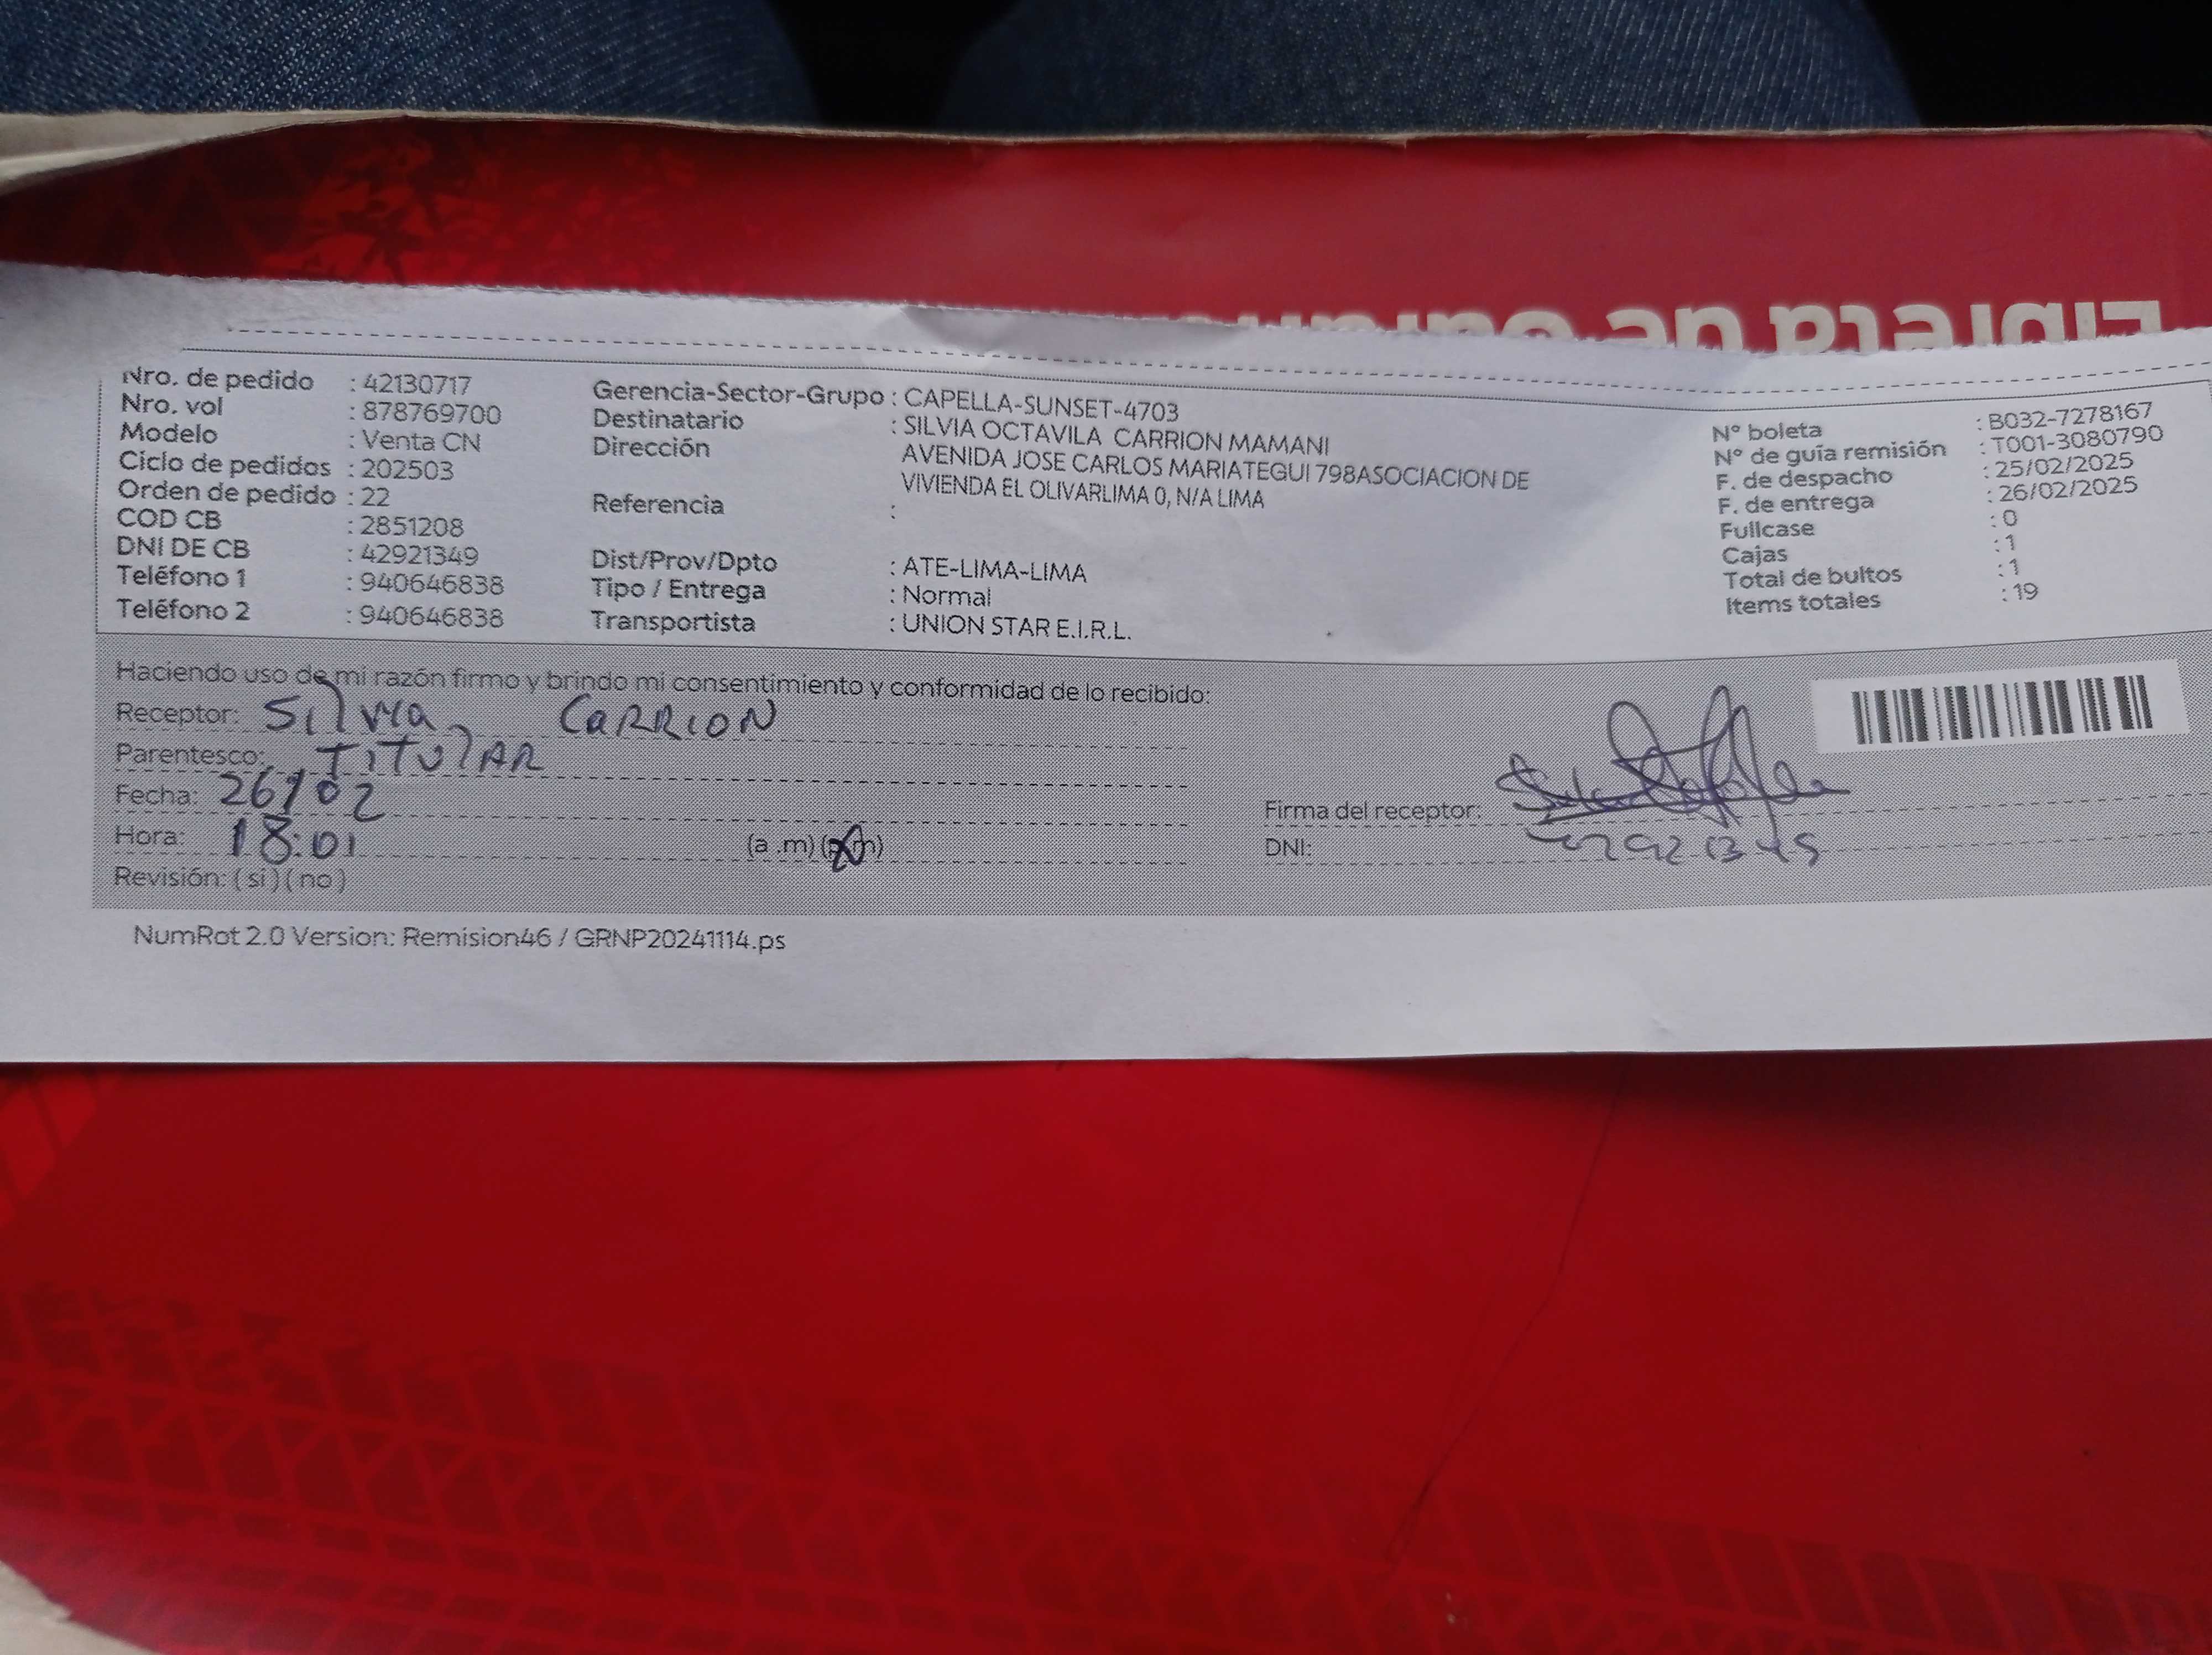 Nro. de pedido : 42130717
Nro. vol : 878769700
Modelo : Venta CN
Ciclo de pedidos : 202503
Orden de pedido : 22
COD CB : 2851208
DNI DE CB : 42921349
Teléfono 1 : 940646838
Teléfono 2 : 940646838
Gerencia-Sector-Grupo : CAPELLA-SUNSET-4703
Destinatario : SILVIA OCTAVILA CARRION MAMANI
Dirección AVENIDA JOSE CARLOS MARIATEGUI 798ASOCIACION DE
VIVIENDA EL OLIVARLIMA 0, N/A LIMA
Referencia :
Dist/Prov/Dpto : ATE-LIMA-LIMA
Tipo / Entrega : Normal
Transportista : UNION STAR E.I.R.L.
N° boleta : B032-7278167
N° de guía remisión : T001-3080790
F. de despacho : 25/02/2025
F. de entrega : 26/02/2025
Fullcase : 0
Cajas : 1
Total de bultos : 1
Items totales : 19
Haciendo uso de mi razón firmo y brindo mi consentimiento y conformidad de lo recibido:
Receptor: Silvia CARRION
Parentesco: TITULAR
Fecha: 26/02
Hora: 18:01 (a .m) (p.m)
Revisión: ( si ) ( no )
Firma del receptor:
DNI:
NumRot 2.0 Version: Remision46 / GRNP20241114.ps